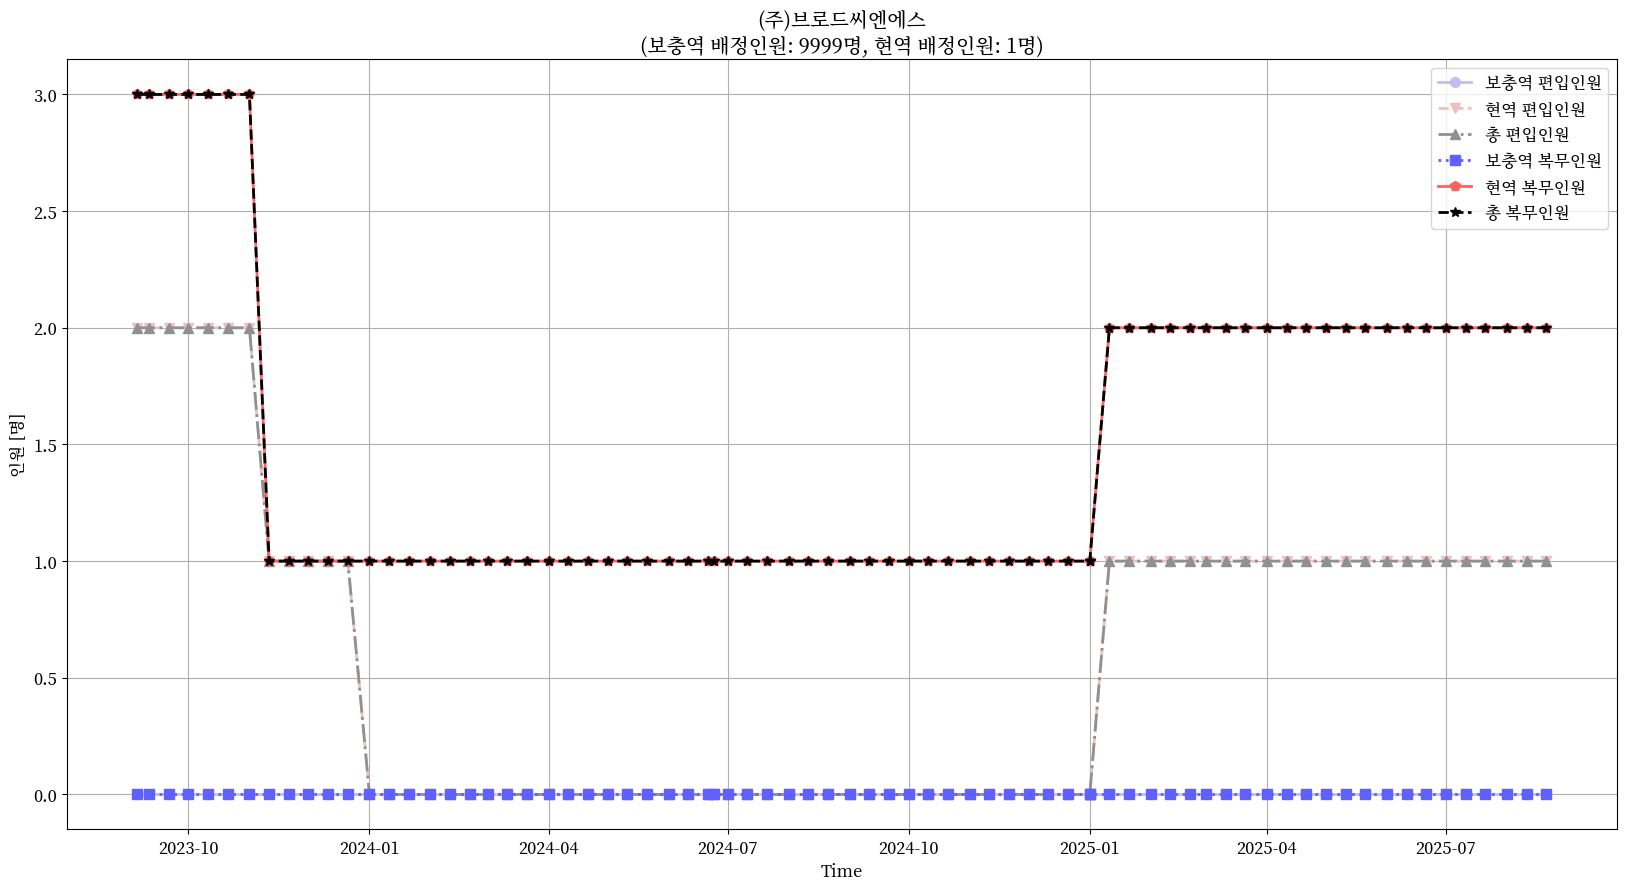 (주)브로드씨엔에스
(보충역 배정인원: 9999명, 현역 배정인원: 1명)
보충역 편입인원
현역 편입인원
총 편입인원
보충역 복무인원
현역 복무인원
총 복무인원
인원 [명]
3.0
2.5
2.0
1.5
1.0
0.5
0.0
2023-10 2024-01 2024-04 2024-07 2024-10 2025-01 2025-04 2025-07
Time